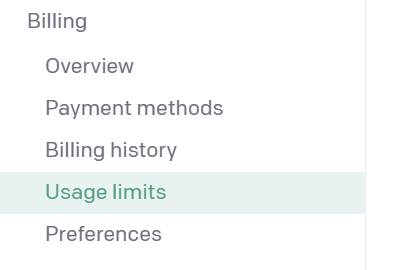 Billing
Overview
Payment methods
Billing history
Usage limits
Preferences